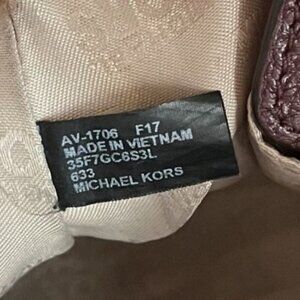 AV-1706 F17
MADE IN VIETNAM
35F7GC6S3L
633
MICHAEL KORS